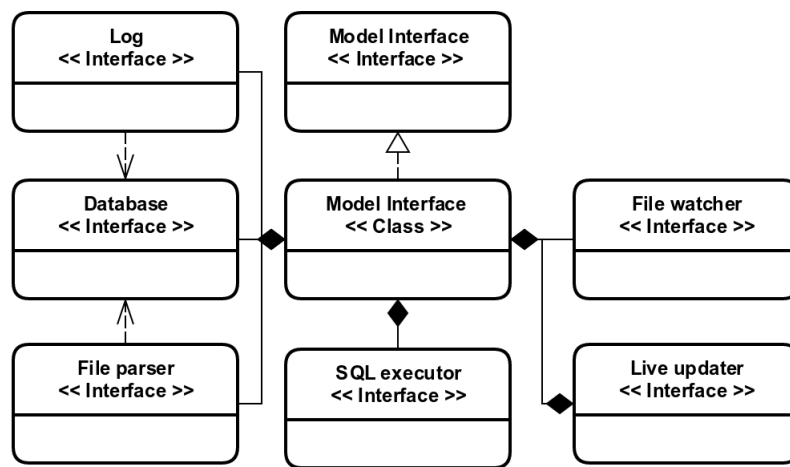 Log
<< Interface >>
Model Interface
<< Interface >>
Database
<< Interface >>
Model Interface
<< Class >>
File watcher
<< Interface >>
File parser
<< Interface >>
SQL executor
<< Interface >>
Live updater
<< Interface >>